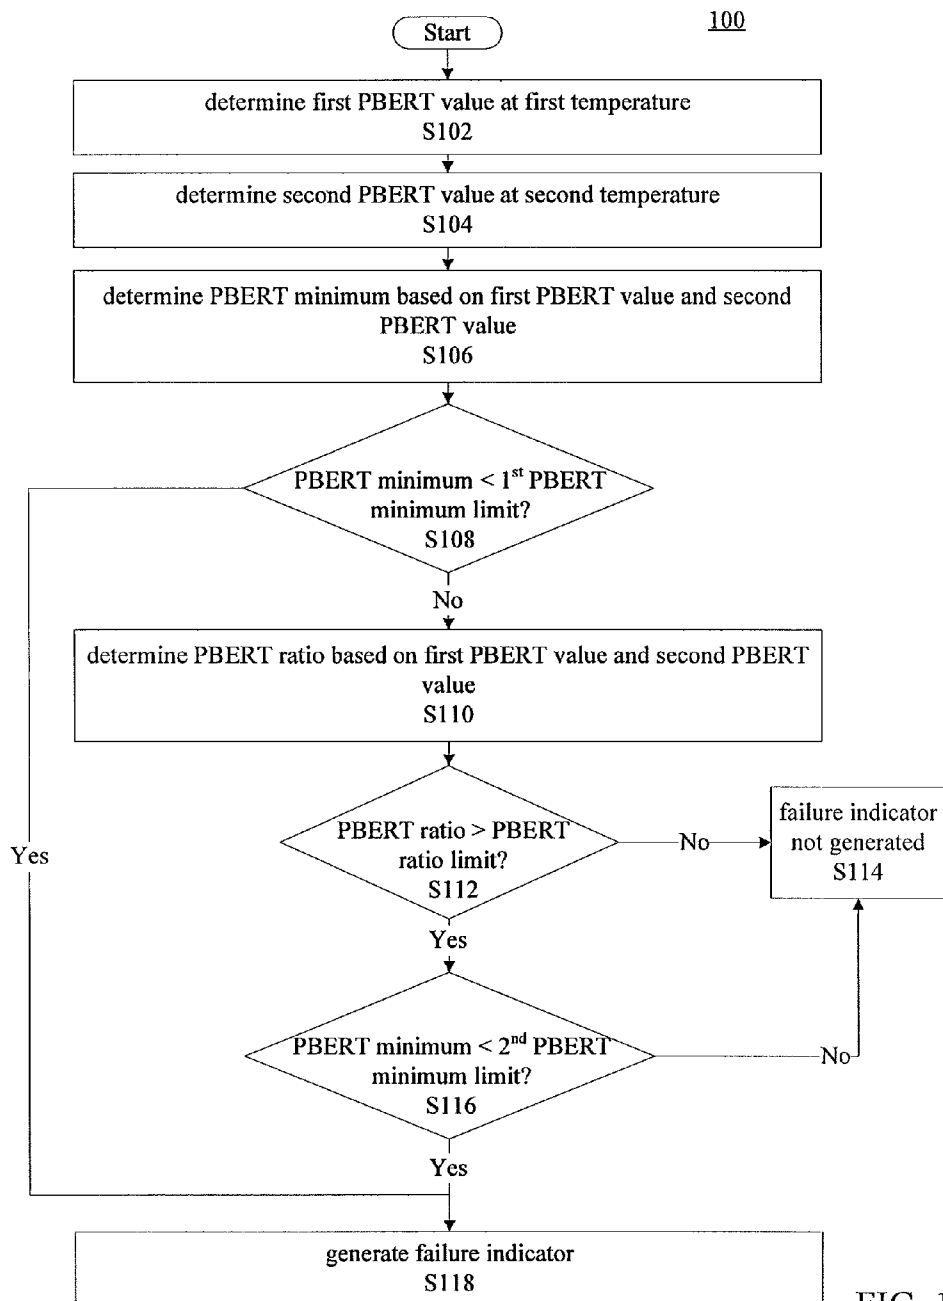 100
Start
determine first PBERT value at first temperature
S102
determine second PBERT value at second temperature
S104
determine PBERT minimum based on first PBERT value and second
PBERT value
S106
PBERT minimum < 1st PBERT
minimum limit?
S108
No
determine PBERT ratio based on first PBERT value and second PBERT
value
S110
PBERT ratio > PBERT
ratio limit?
S112
No
failure indicator
not generated
S114
Yes
Yes
PBERT minimum < 2nd PBERT
minimum limit?
S116
No
Yes
generate failure indicator
S118
FIG. 1